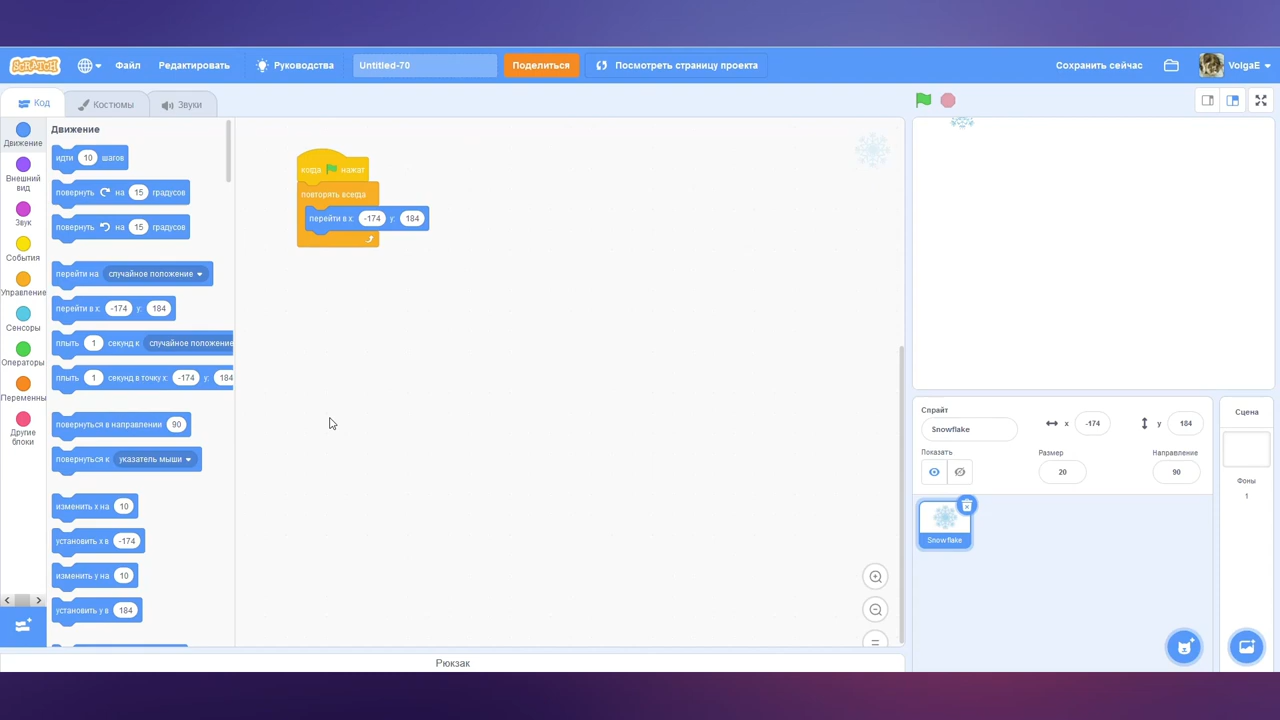 SCRATCH
Файл
Редактировать
Руководства
Untitled-70
Поделиться
Посмотреть страницу проекта
Сохранить сейчас
VolgaE
Код
Костюмы
Звуки
Движение
Внешний
вид
Звук
События
Управление
Сенсоры
Операторы
Переменны
Другие
блоки
Движение
идти 10 шагов
повернуть на 15 градусов
повернуть на 15 градусов
перейти на случайное положение
перейти в x: -174 y: 184
плыть 1 секунд к случайное положение
плыть 1 секунд в точку x: -174 y: 184
повернуться в направлении 90
повернуться к указатель мыши
изменить x на 10
установить x в -174
изменить y на 10
установить y в 184
когда нажат
повторять всегда
перейти в x: -174 y: 184
Спрайт
Snowflake
x -174
y 184
Показать
Размер
20
Направление
90
Snowflake
Сцена
Фоны
1
Рюкзак